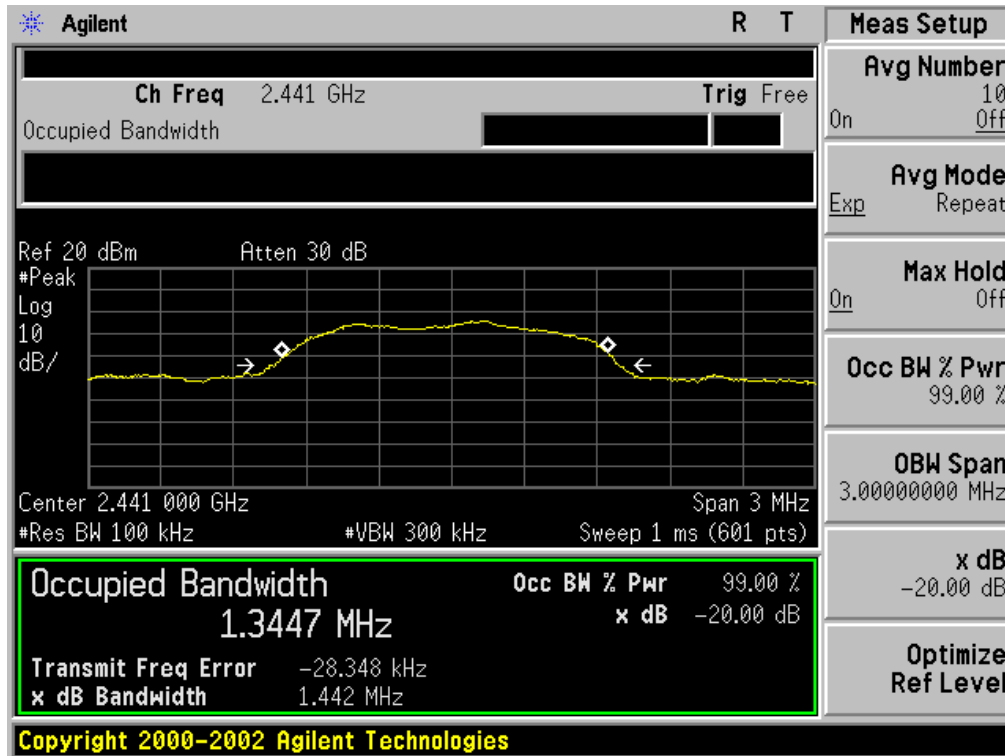 Agilent R T
Ch Freq 2.441 GHz Trig Free
Occupied Bandwidth
Ref 20 dBm Atten 30 dB
#Peak
Log
10
dB/
Center 2.441 000 GHz Span 3 MHz
#Res BW 100 kHz #VBW 300 kHz Sweep 1 ms (601 pts)
Occupied Bandwidth Occ BW % Pwr 99.00 %
1.3447 MHz x dB -20.00 dB
Transmit Freq Error -28.348 kHz
x dB Bandwidth 1.442 MHz
Copyright 2000-2002 Agilent Technologies
Meas Setup
Avg Number
10
On Off
Avg Mode
Exp Repeat
Max Hold
On Off
Occ BW % Pwr
99.00 %
OBW Span
3.00000000 MHz
x dB
-20.00 dB
Optimize
Ref Level